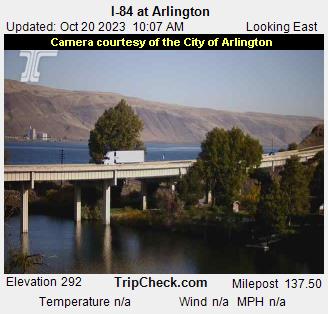 I-84 at Arlington
Updated: Oct 20 2023 10:07 AM Looking East
Camera courtesy of the City of Arlington
Elevation 292 TripCheck.com Milepost 137.50
Temperature n/a Wind n/a MPH n/a